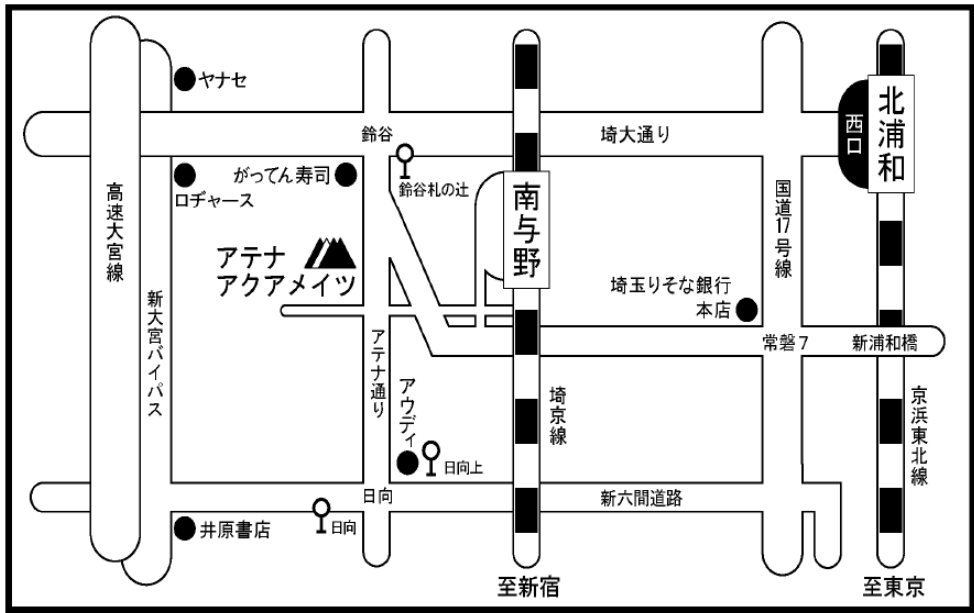 ヤナセ
鈴谷
埼大通り
西口
北浦和
ロヂャース
がってん寿司
鈴谷札の辻
南与野
国道17号線
高速大宮線
アテナ
アクアメイツ
埼玉りそな銀行
本店
新大宮バイパス
アテナ通り
常磐7
新浦和橋
アウディ
日向上
埼京線
京浜東北線
日向
新六間道路
井原書店
日向
至新宿
至東京